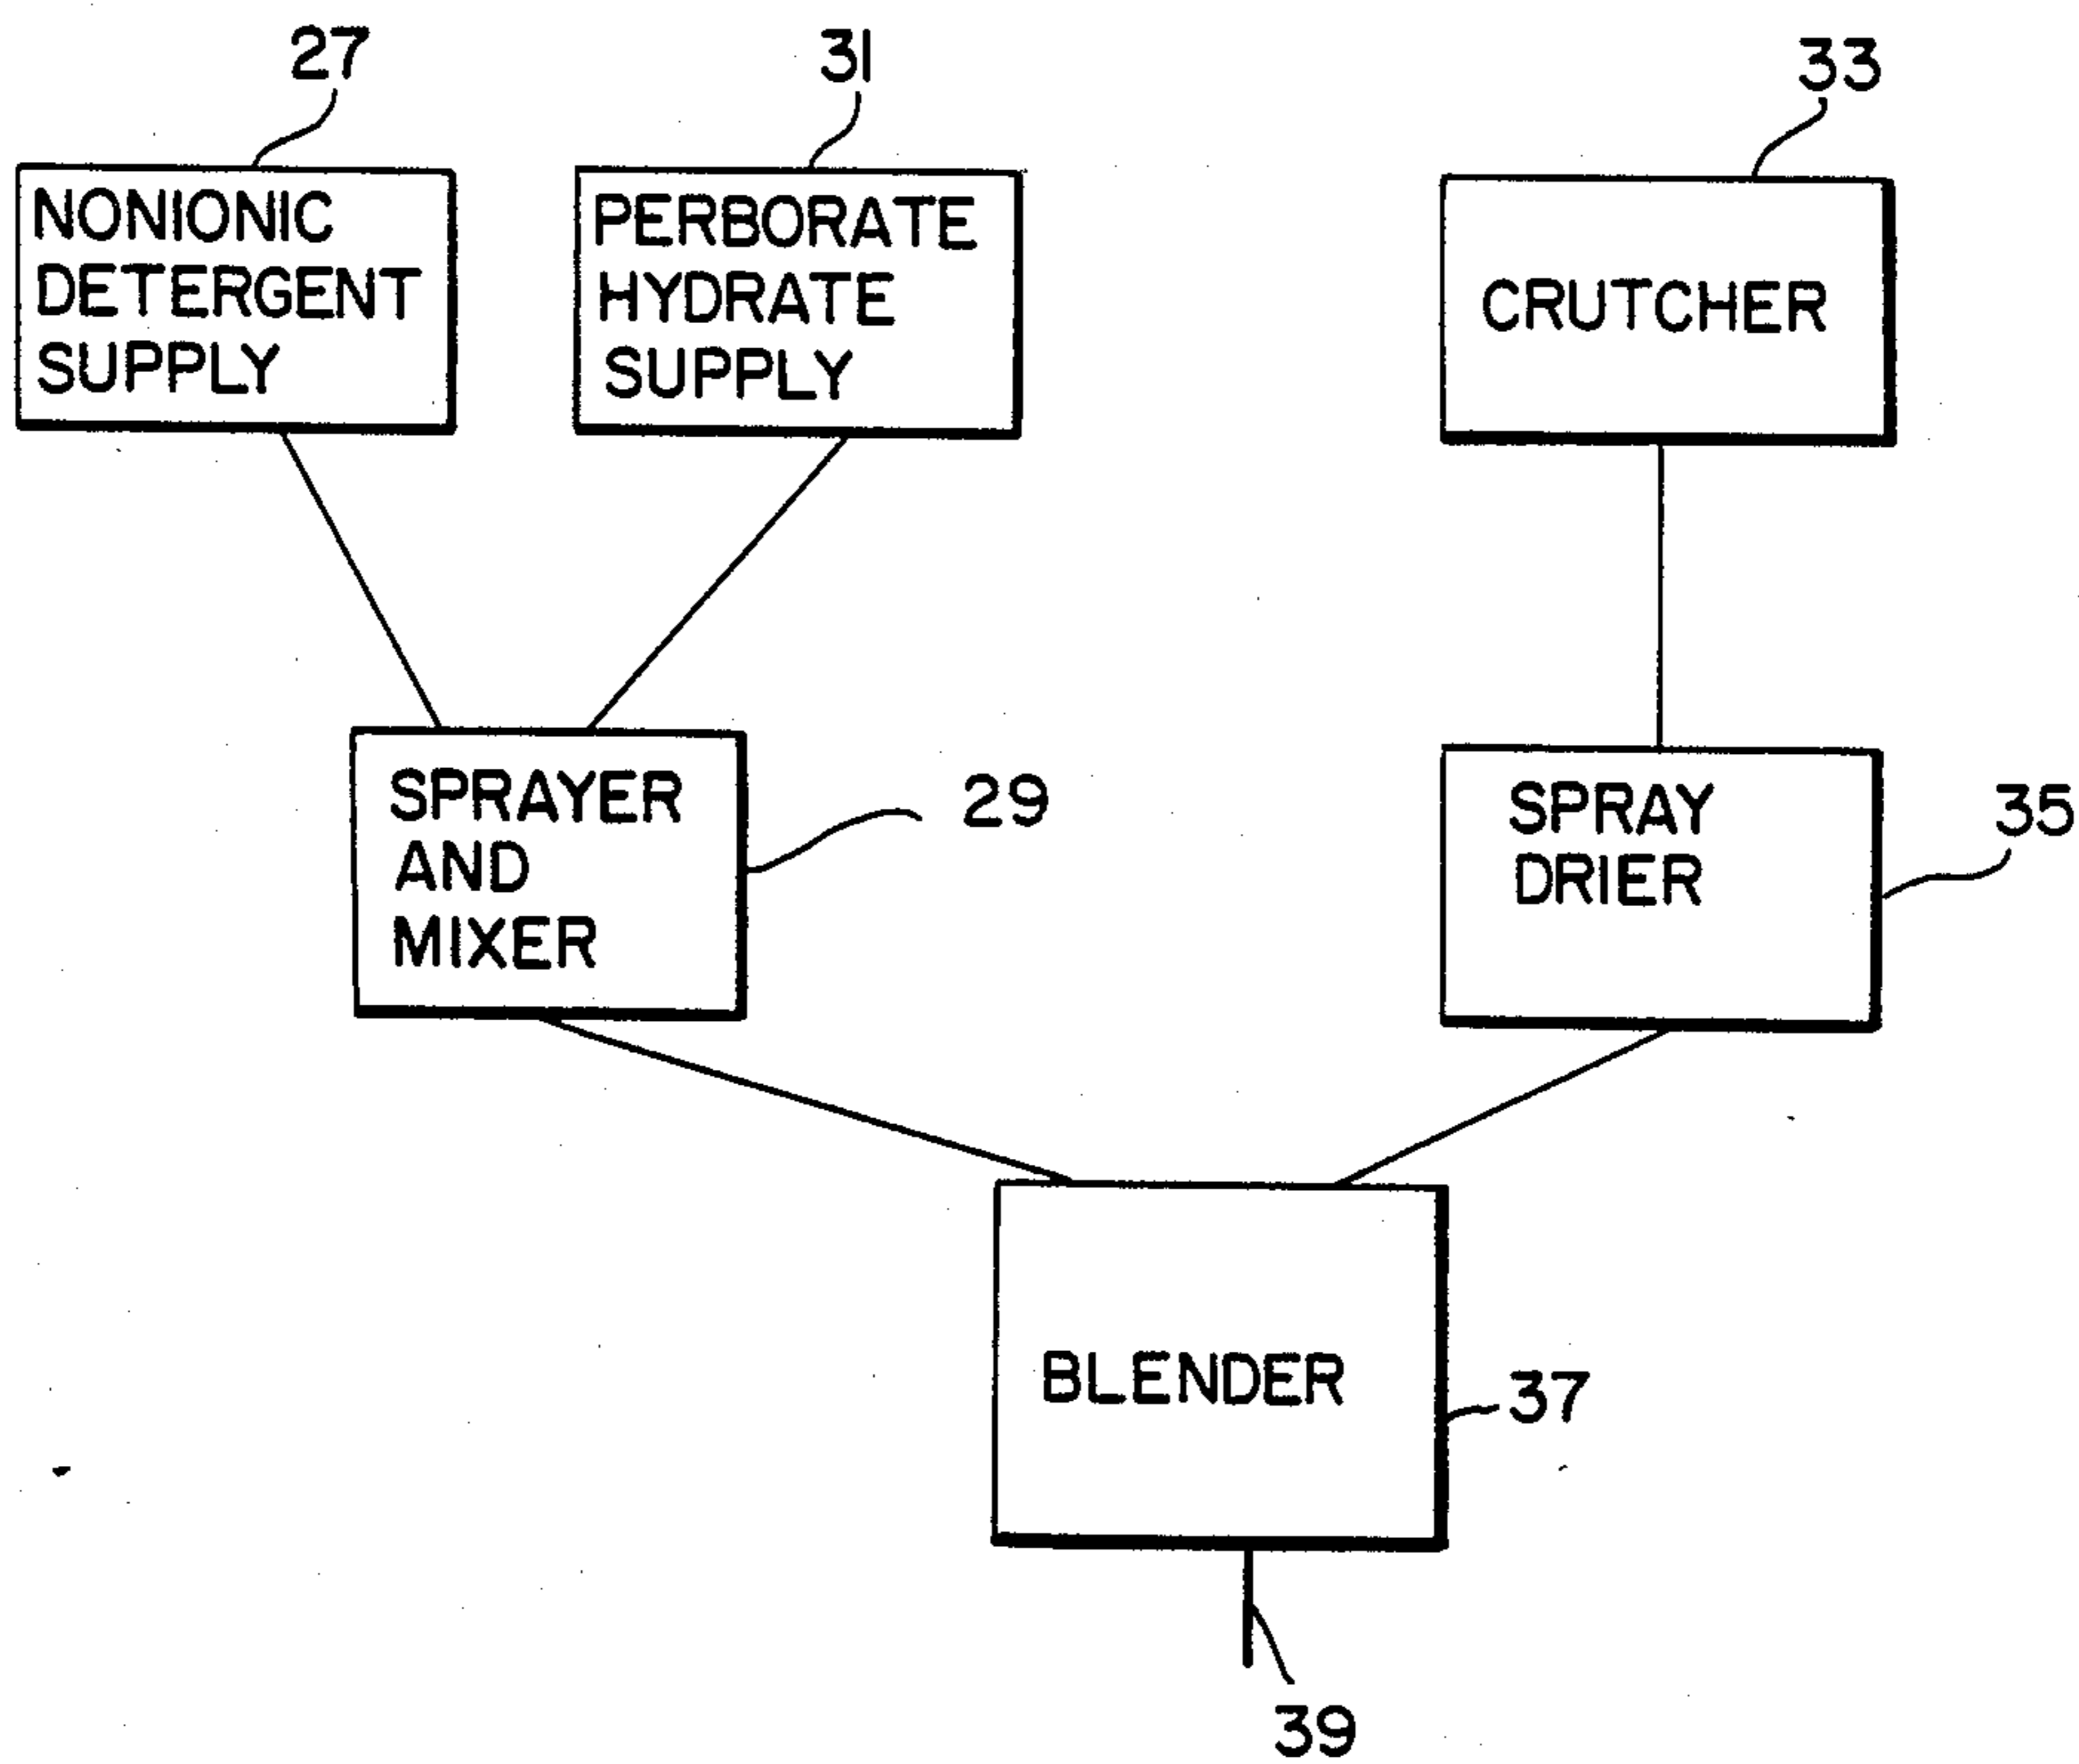 27
31
33
NONIONIC
DETERGENT
SUPPLY
PERBORATE
HYDRATE
SUPPLY
CRUTCHER
SPRAYER
AND
MIXER
29
SPRAY
DRIER
35
BLENDER
37
39